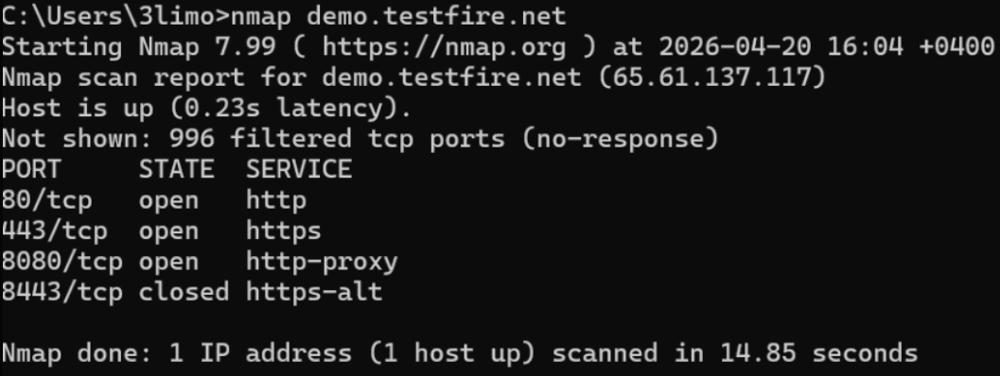 C:\Users\3limo>nmap demo.testfire.net
Starting Nmap 7.99 ( https://nmap.org ) at 2026-04-20 16:04 +0400
Nmap scan report for demo.testfire.net (65.61.137.117)
Host is up (0.23s latency).
Not shown: 996 filtered tcp ports (no-response)
PORT     STATE  SERVICE
80/tcp   open   http
443/tcp  open   https
8080/tcp open   http-proxy
8443/tcp closed https-alt
Nmap done: 1 IP address (1 host up) scanned in 14.85 seconds